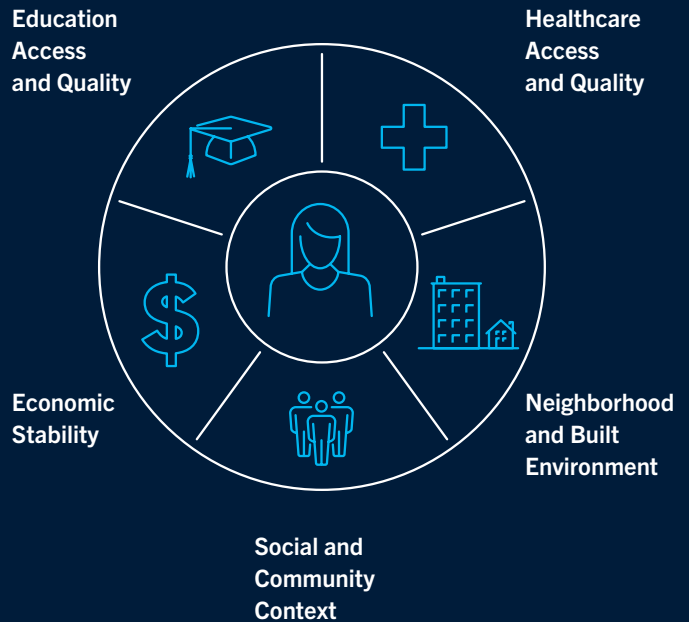 Education
Access
and Quality
Healthcare
Access
and Quality
Economic
Stability
Neighborhood
and Built
Environment
Social and
Community
Context